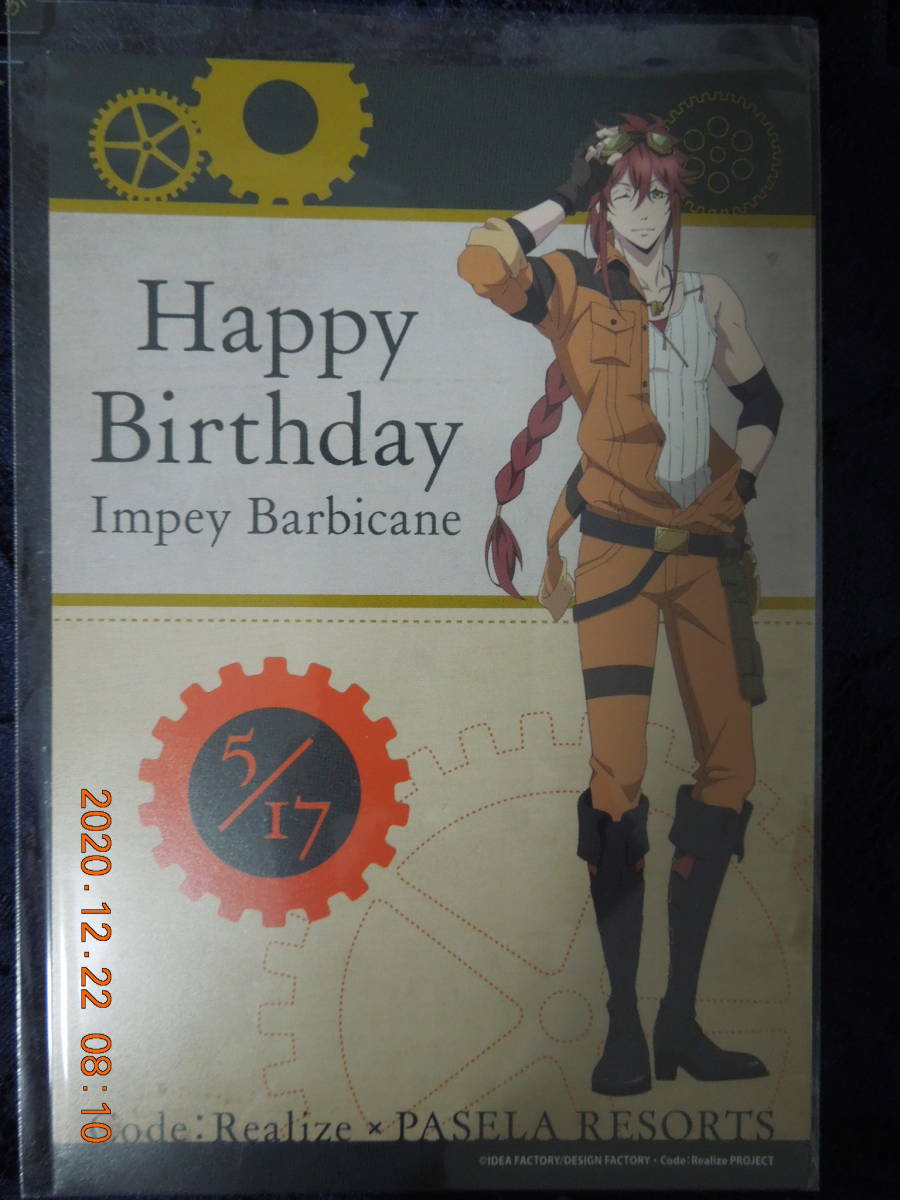 Happy
Birthday
Impey Barbicane
5/17
2020.12.22 08:10
Code:Realize × PASELA RESORTS
©IDEA FACTORY/DESIGN FACTORY・Code:Realize PROJECT